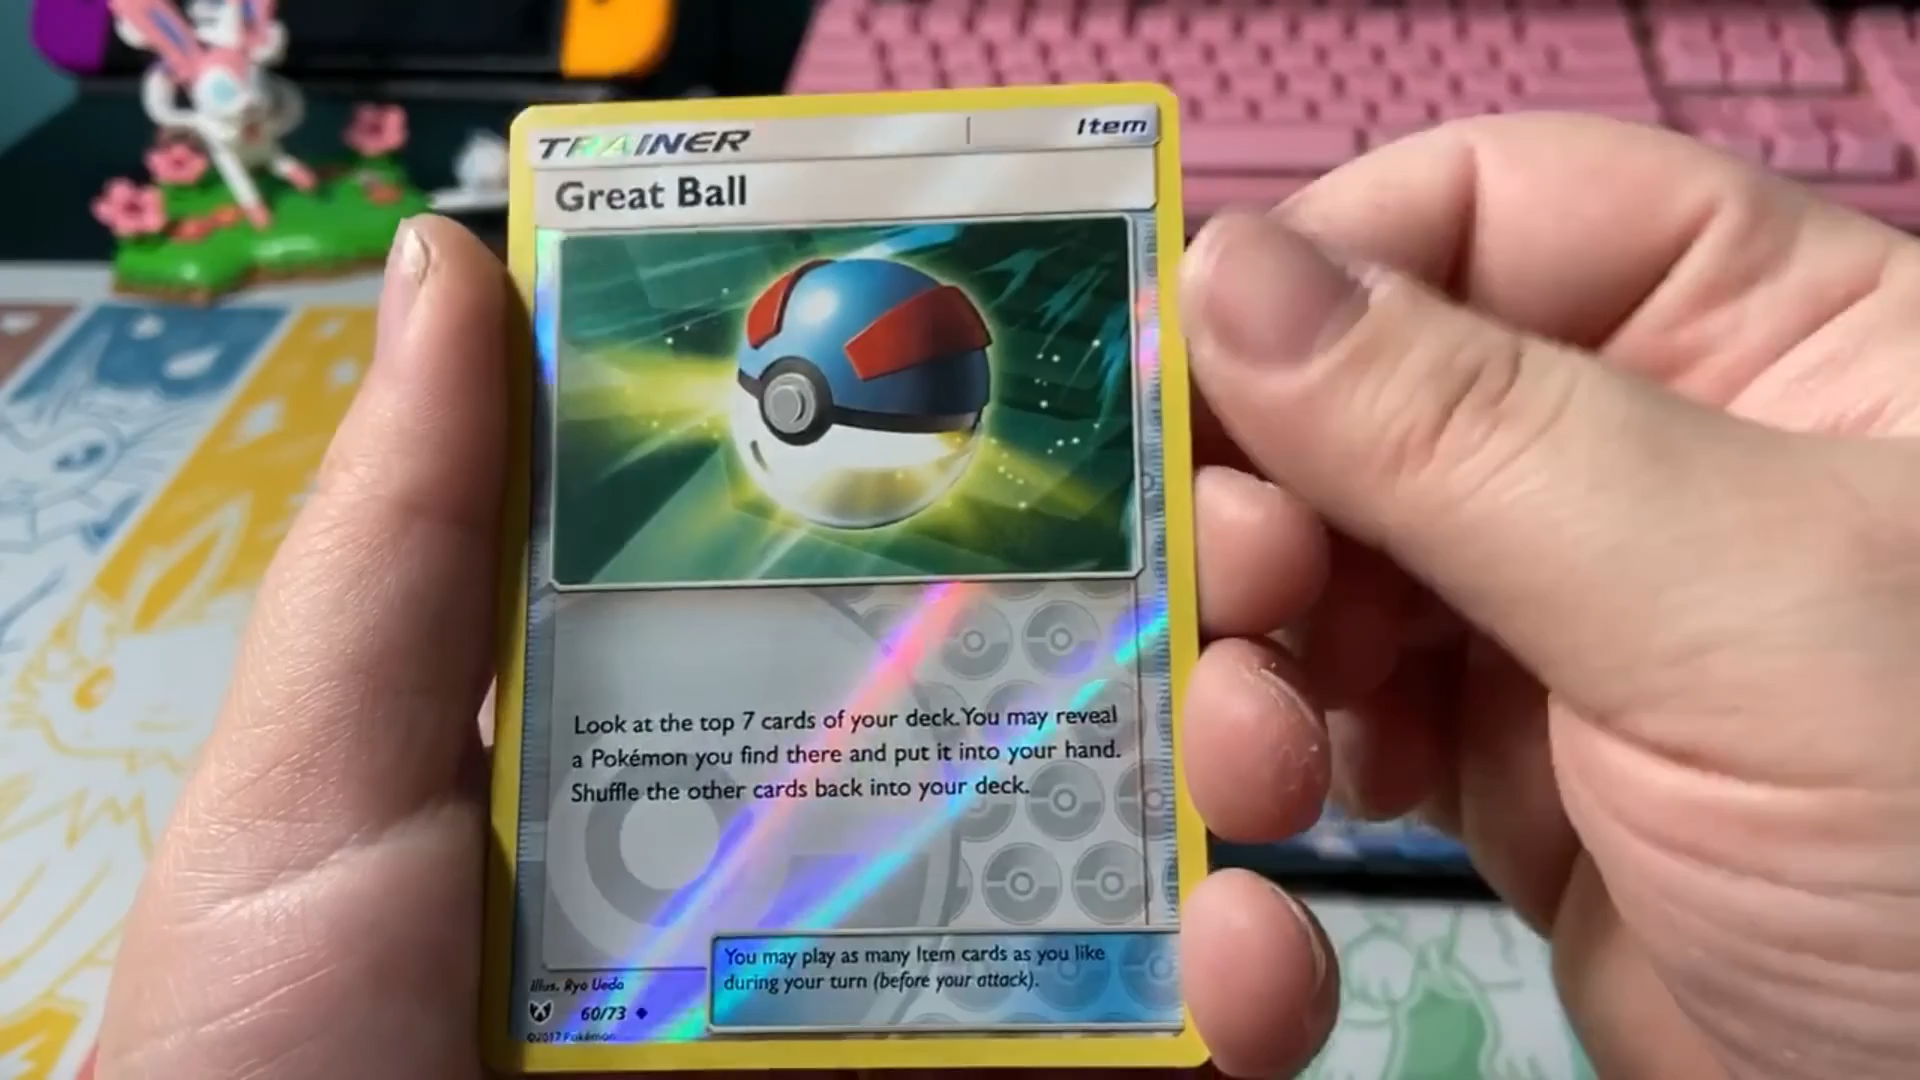 TRAINER
Item
Great Ball
Look at the top 7 cards of your deck. You may reveal
a Pokémon you find there and put it into your hand.
Shuffle the other cards back into your deck.
You may play as many Item cards as you like
during your turn (before your attack).
Illus. Ryo Ueda
60/73
©2017 Pokémon